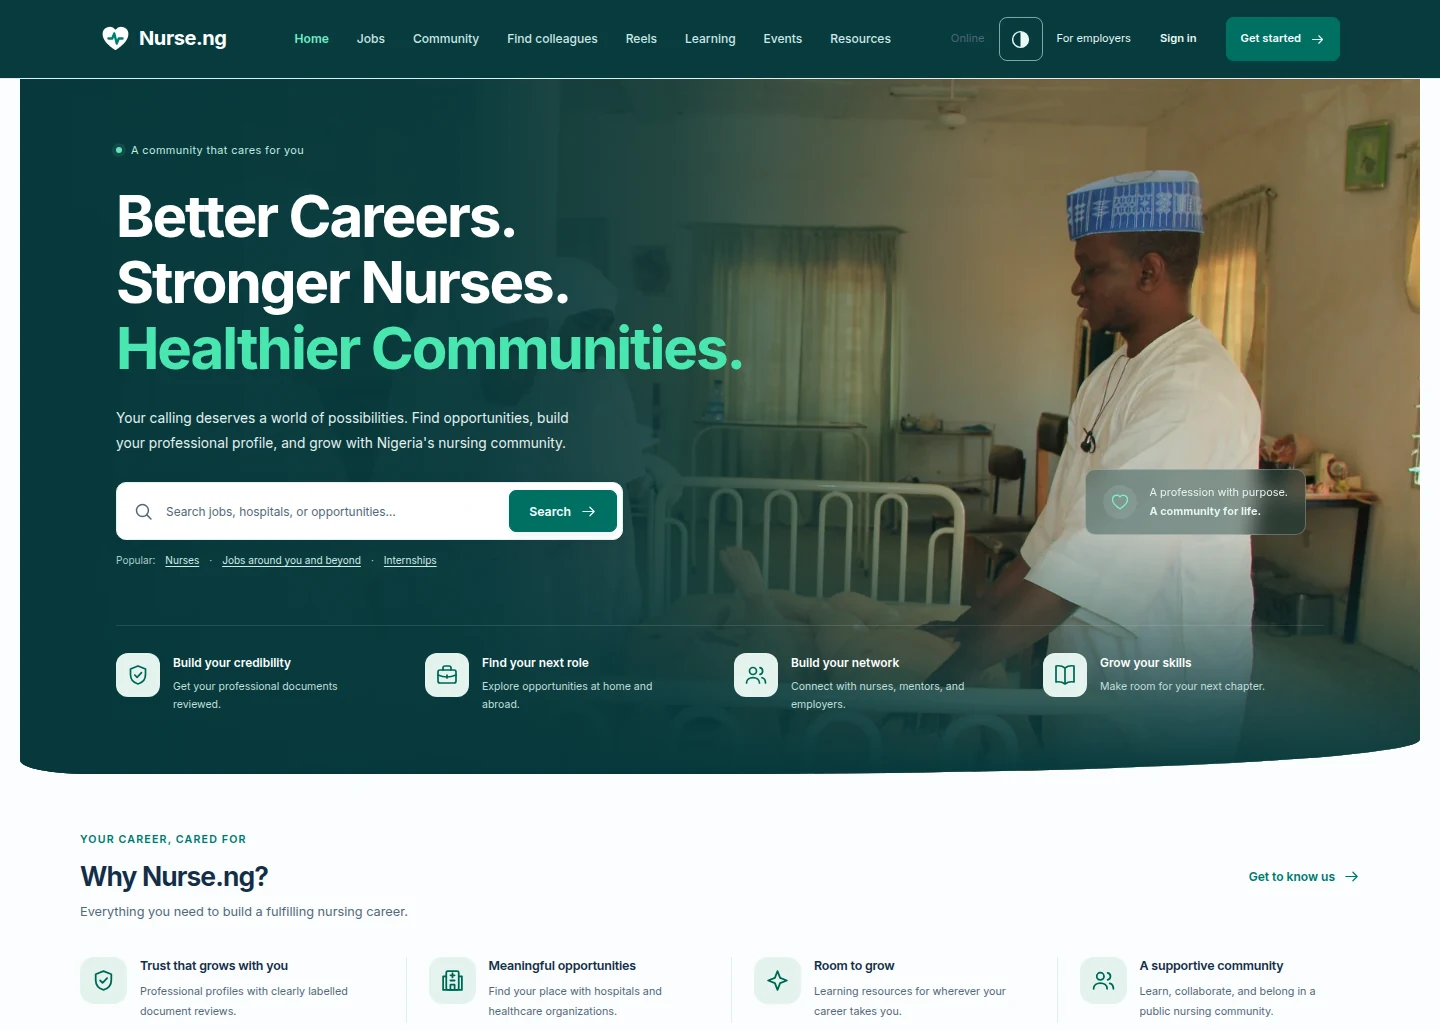 Nurse.ng
Home Jobs Community Find colleagues Reels Learning Events Resources Online For employers Sign in Get started
A community that cares for you
Better Careers.
Stronger Nurses.
Healthier Communities.
Your calling deserves a world of possibilities. Find opportunities, build
your professional profile, and grow with Nigeria's nursing community.
Search jobs, hospitals, or opportunities... Search
Popular: Nurses · Jobs around you and beyond · Internships
A profession with purpose.
A community for life.
Build your credibility
Get your professional documents
reviewed.
Find your next role
Explore opportunities at home and
abroad.
Build your network
Connect with nurses, mentors, and
employers.
Grow your skills
Make room for your next chapter.
YOUR CAREER, CARED FOR
Why Nurse.ng?
Get to know us
Everything you need to build a fulfilling nursing career.
Trust that grows with you
Professional profiles with clearly labelled
document reviews.
Meaningful opportunities
Find your place with hospitals and
healthcare organizations.
Room to grow
Learning resources for wherever your
career takes you.
A supportive community
Learn, collaborate, and belong in a
public nursing community.